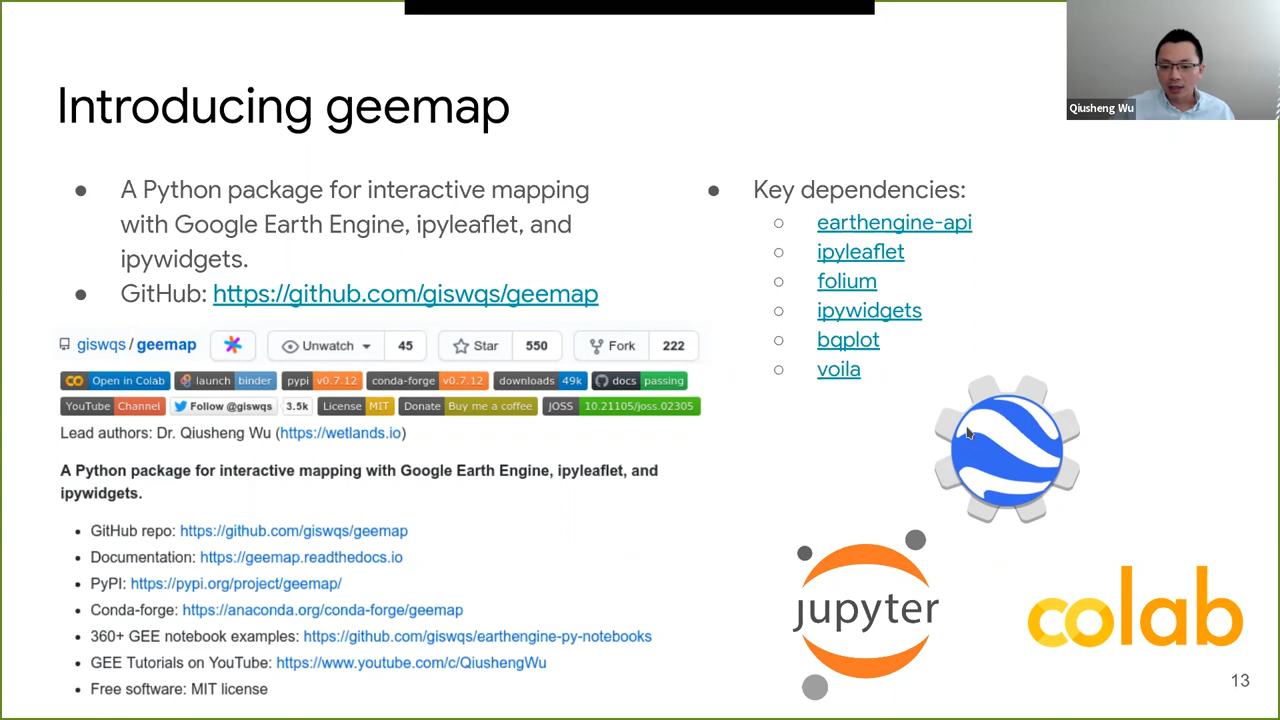 Introducing geemap
Qiusheng Wu
● A Python package for interactive mapping
with Google Earth Engine, ipyleaflet, and
ipywidgets.
● GitHub: https://github.com/giswqs/geemap
giswqs / geemap Unwatch 45 Star 550 Fork 222
Open in Colab launch binder pypi v0.7.12 conda-forge v0.7.12 downloads 49k docs passing
YouTube Channel Follow @giswqs 3.5k License MIT Donate Buy me a coffee JOSS 10.21105/joss.02305
Lead authors: Dr. Qiusheng Wu (https://wetlands.io)
A Python package for interactive mapping with Google Earth Engine, ipyleaflet, and
ipywidgets.
• GitHub repo: https://github.com/giswqs/geemap
• Documentation: https://geemap.readthedocs.io
• PyPI: https://pypi.org/project/geemap/
• Conda-forge: https://anaconda.org/conda-forge/geemap
• 360+ GEE notebook examples: https://github.com/giswqs/earthengine-py-notebooks
• GEE Tutorials on YouTube: https://www.youtube.com/c/QiushengWu
• Free software: MIT license
● Key dependencies:
○ earthengine-api
○ ipyleaflet
○ folium
○ ipywidgets
○ bqplot
○ voila
jupyter
colab
13